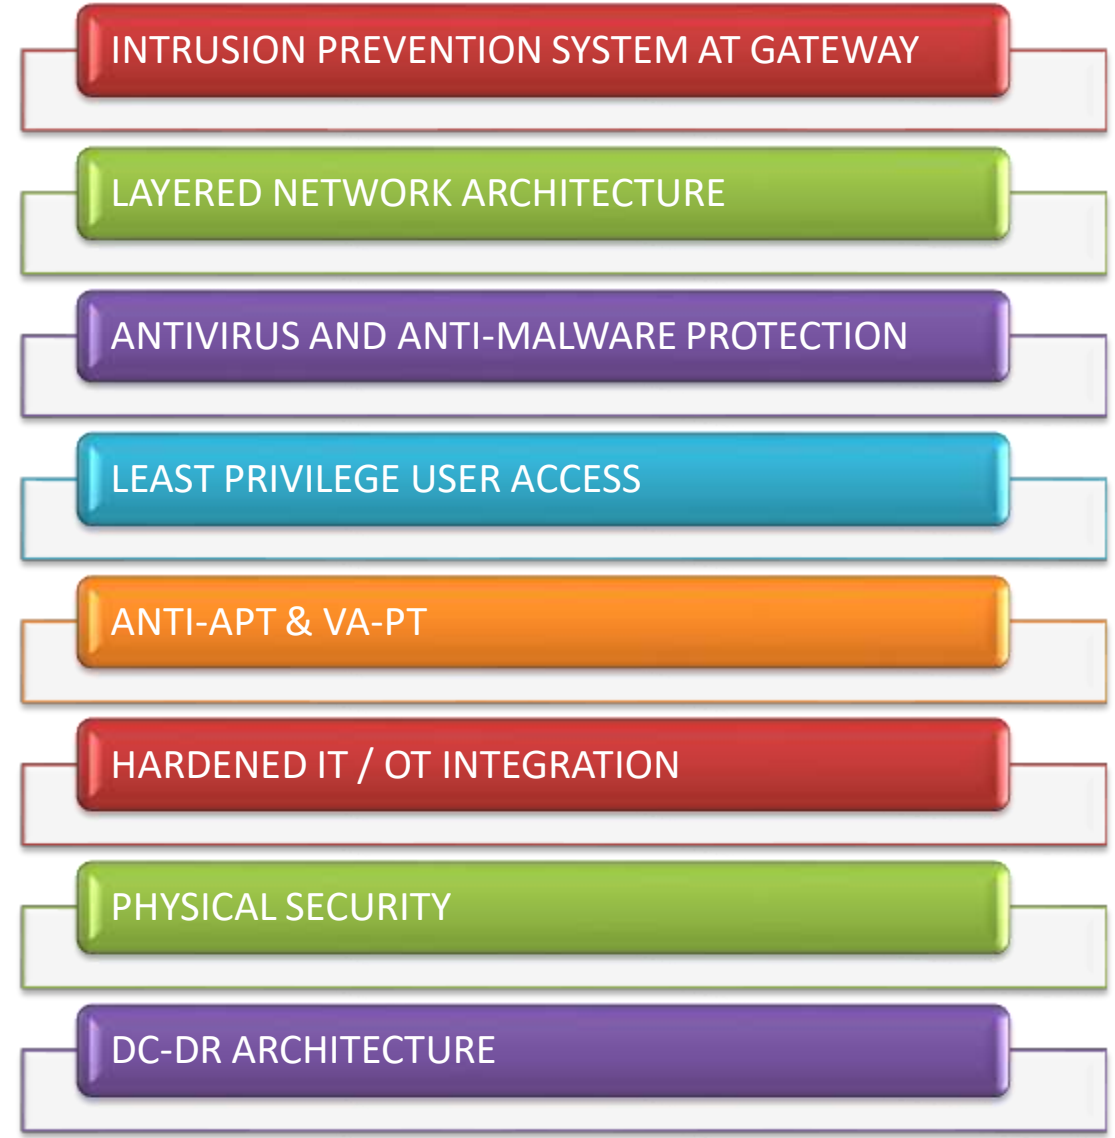 INTRUSION PREVENTION SYSTEM AT GATEWAY
LAYERED NETWORK ARCHITECTURE
ANTIVIRUS AND ANTI-MALWARE PROTECTION
LEAST PRIVILEGE USER ACCESS
ANTI-APT & VA-PT
HARDENED IT / OT INTEGRATION
PHYSICAL SECURITY
DC-DR ARCHITECTURE